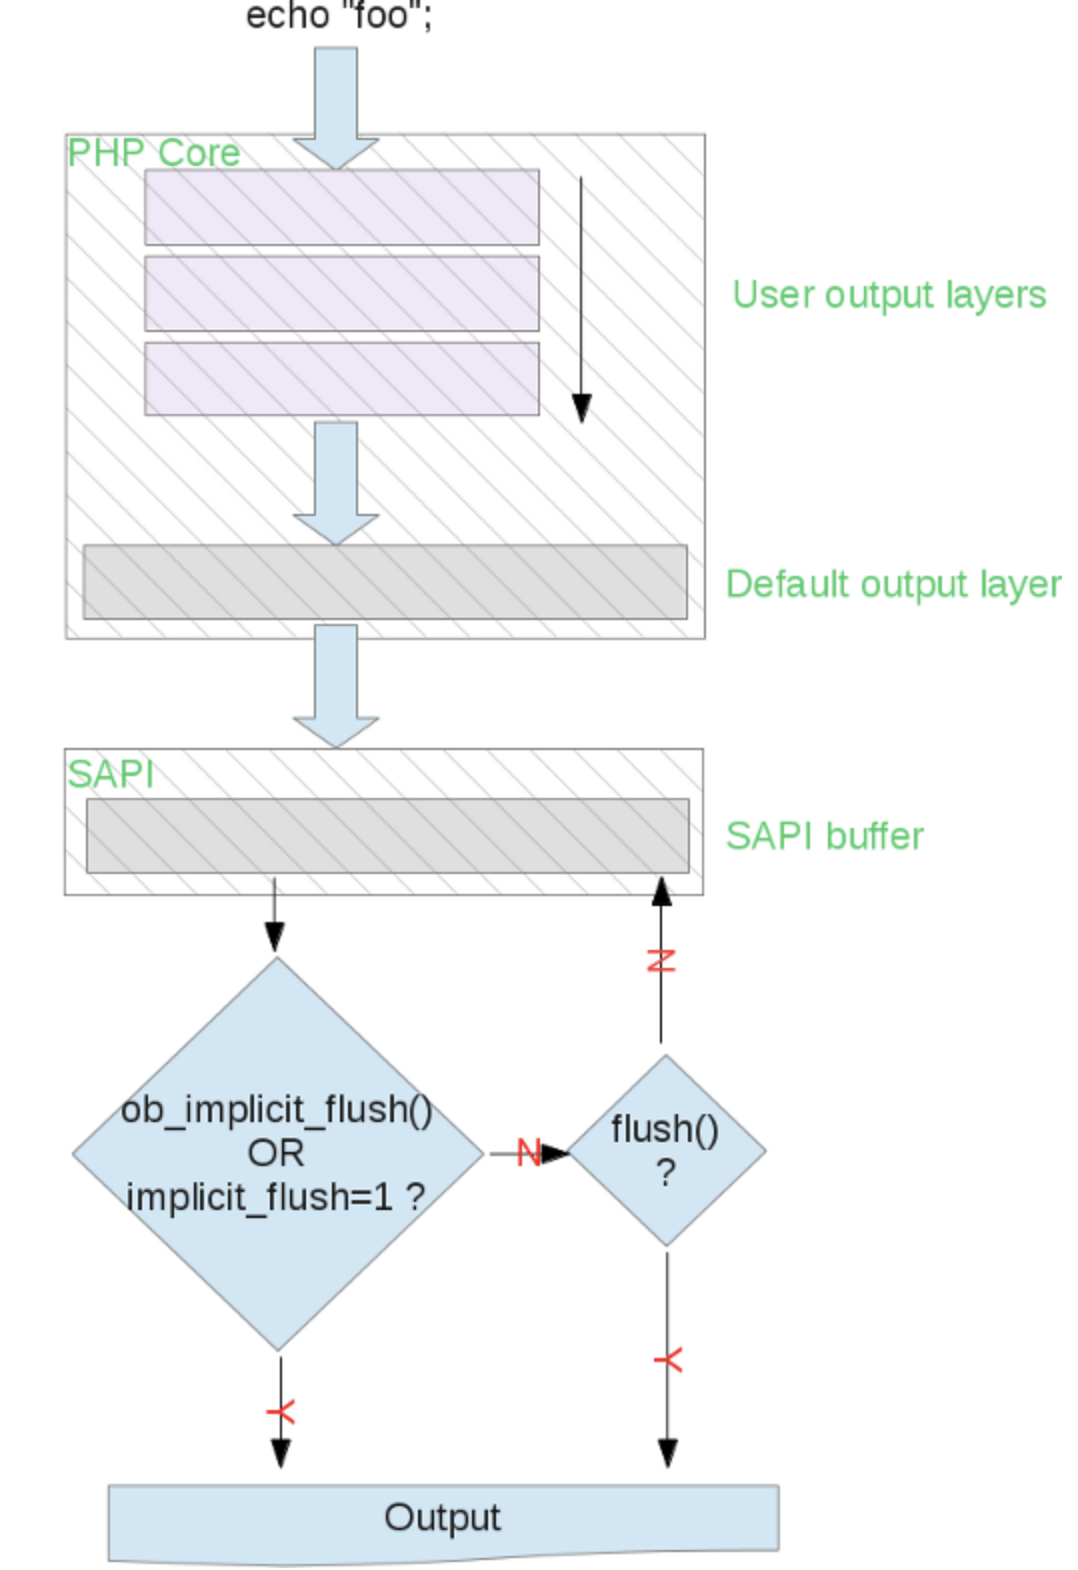 echo "foo";
PHP Core
User output layers
Default output layer
SAPI
SAPI buffer
N
ob_implicit_flush()
OR
implicit_flush=1 ?
N
flush()
?
Y
Y
Output